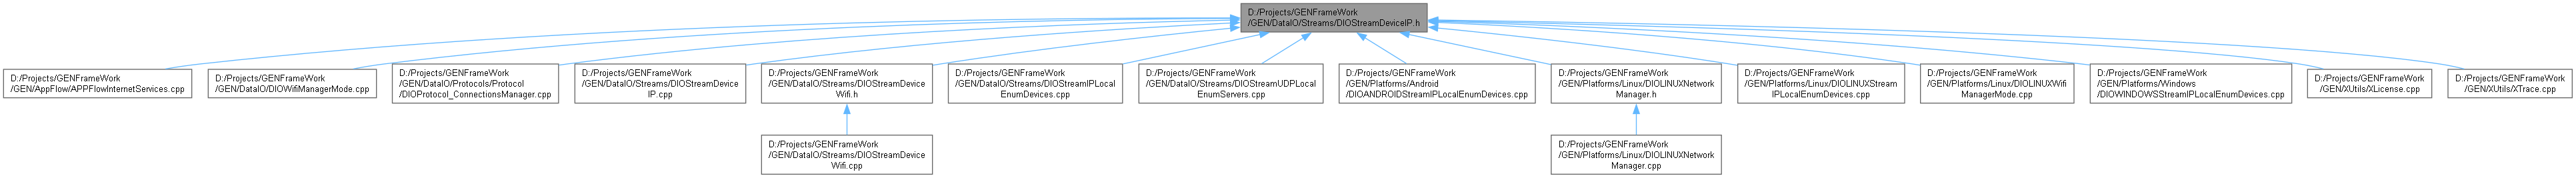 D:/Projects/GENFrameWork
/GEN/DataIO/Streams/DIOStreamDeviceIP.h
D:/Projects/GENFrameWork
/GEN/AppFlow/APPFlowInternetServices.cpp
D:/Projects/GENFrameWork
/GEN/DataIO/DIOWifiManagerMode.cpp
D:/Projects/GENFrameWork
/GEN/DataIO/Protocols/Protocol
/DIOProtocol_ConnectionsManager.cpp
D:/Projects/GENFrameWork
/GEN/DataIO/Streams/DIOStreamDevice
IP.cpp
D:/Projects/GENFrameWork
/GEN/DataIO/Streams/DIOStreamDevice
Wifi.h
D:/Projects/GENFrameWork
/GEN/DataIO/Streams/DIOStreamIPLocal
EnumDevices.cpp
D:/Projects/GENFrameWork
/GEN/DataIO/Streams/DIOStreamUDPLocal
EnumServers.cpp
D:/Projects/GENFrameWork
/GEN/Platforms/Android
/DIOANDROIDStreamIPLocalEnumDevices.cpp
D:/Projects/GENFrameWork
/GEN/Platforms/Linux/DIOLINUXNetwork
Manager.h
D:/Projects/GENFrameWork
/GEN/Platforms/Linux/DIOLINUXStream
IPLocalEnumDevices.cpp
D:/Projects/GENFrameWork
/GEN/Platforms/Linux/DIOLINUXWifi
ManagerMode.cpp
D:/Projects/GENFrameWork
/GEN/Platforms/Windows
/DIOWINDOWSStreamIPLocalEnumDevices.cpp
D:/Projects/GENFrameWork
/GEN/XUtils/XLicense.cpp
D:/Projects/GENFrameWork
/GEN/XUtils/XTrace.cpp
D:/Projects/GENFrameWork
/GEN/DataIO/Streams/DIOStreamDevice
Wifi.cpp
D:/Projects/GENFrameWork
/GEN/Platforms/Linux/DIOLINUXNetwork
Manager.cpp